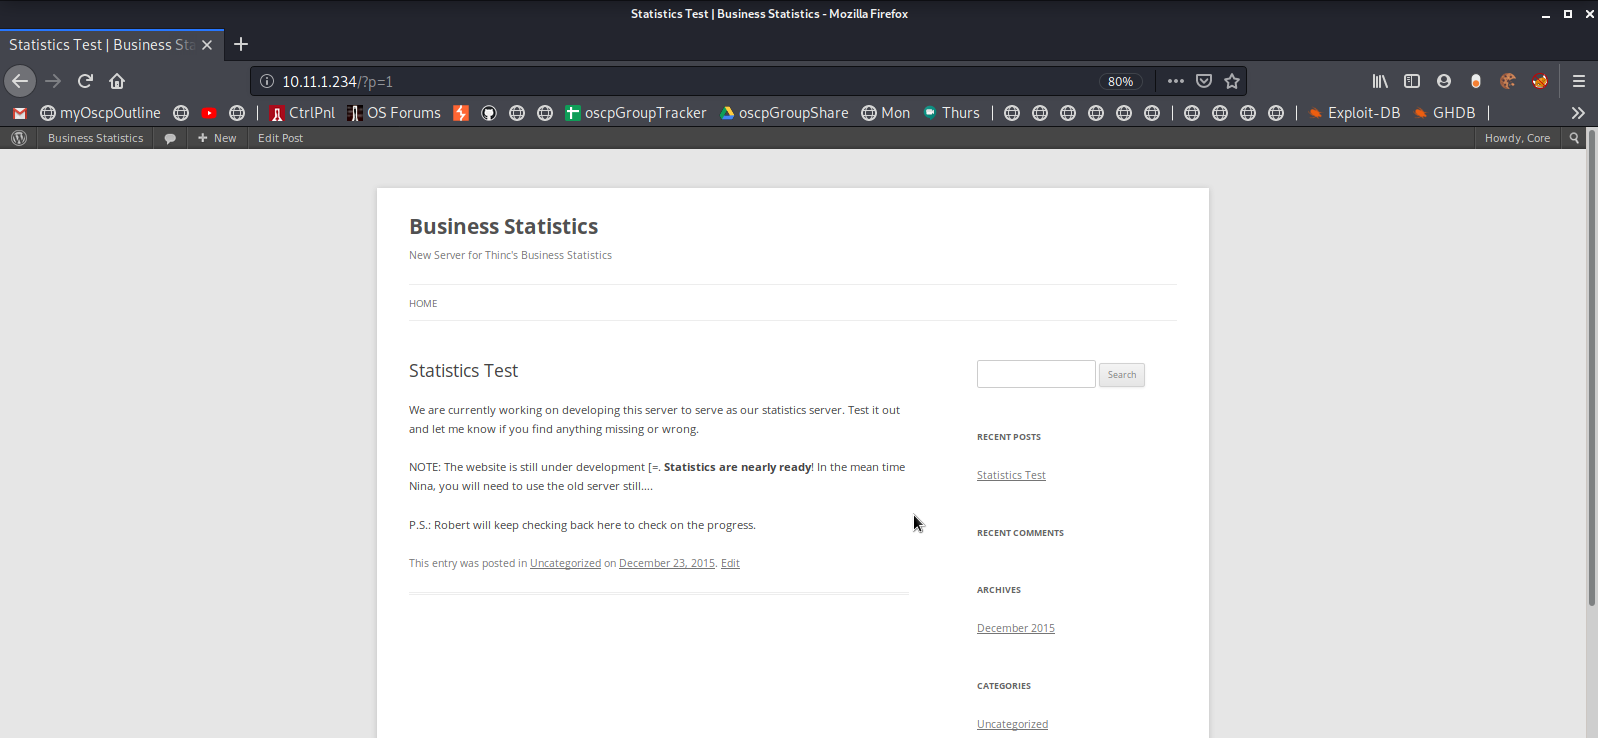 Statistics Test | Business Statistics - Mozilla Firefox
Statistics Test | Business Sta
10.11.1.234/?p=1
80%
myOscpOutline
CtrlPnl
OS Forums
oscpGroupTracker
oscpGroupShare
Mon
Thurs
Exploit-DB
GHDB
Business Statistics
New
Edit Post
Howdy, Core
Business Statistics
New Server for Thinc's Business Statistics
HOME
Statistics Test
We are currently working on developing this server to serve as our statistics server. Test it out
and let me know if you find anything missing or wrong.
NOTE: The website is still under development [=. Statistics are nearly ready! In the mean time
Nina, you will need to use the old server still....
P.S.: Robert will keep checking back here to check on the progress.
This entry was posted in Uncategorized on December 23, 2015. Edit
Search
RECENT POSTS
Statistics Test
RECENT COMMENTS
ARCHIVES
December 2015
CATEGORIES
Uncategorized